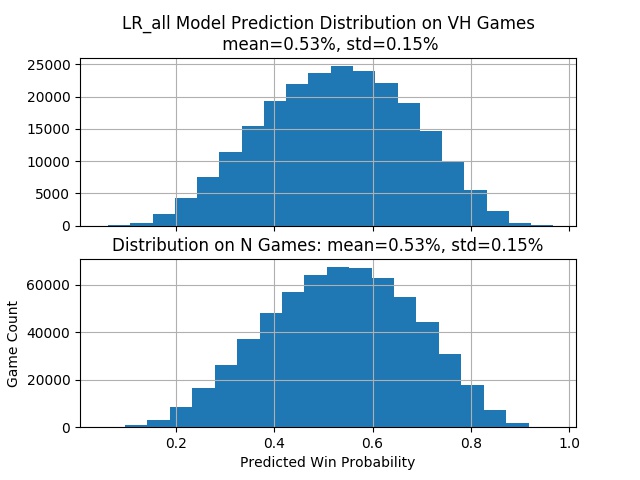 LR_all Model Prediction Distribution on VH Games
mean=0.53%, std=0.15%
25000
20000
15000
10000
5000
0
Distribution on N Games: mean=0.53%, std=0.15%
Game Count
60000
40000
20000
0
0.2 0.4 0.6 0.8 1.0
Predicted Win Probability